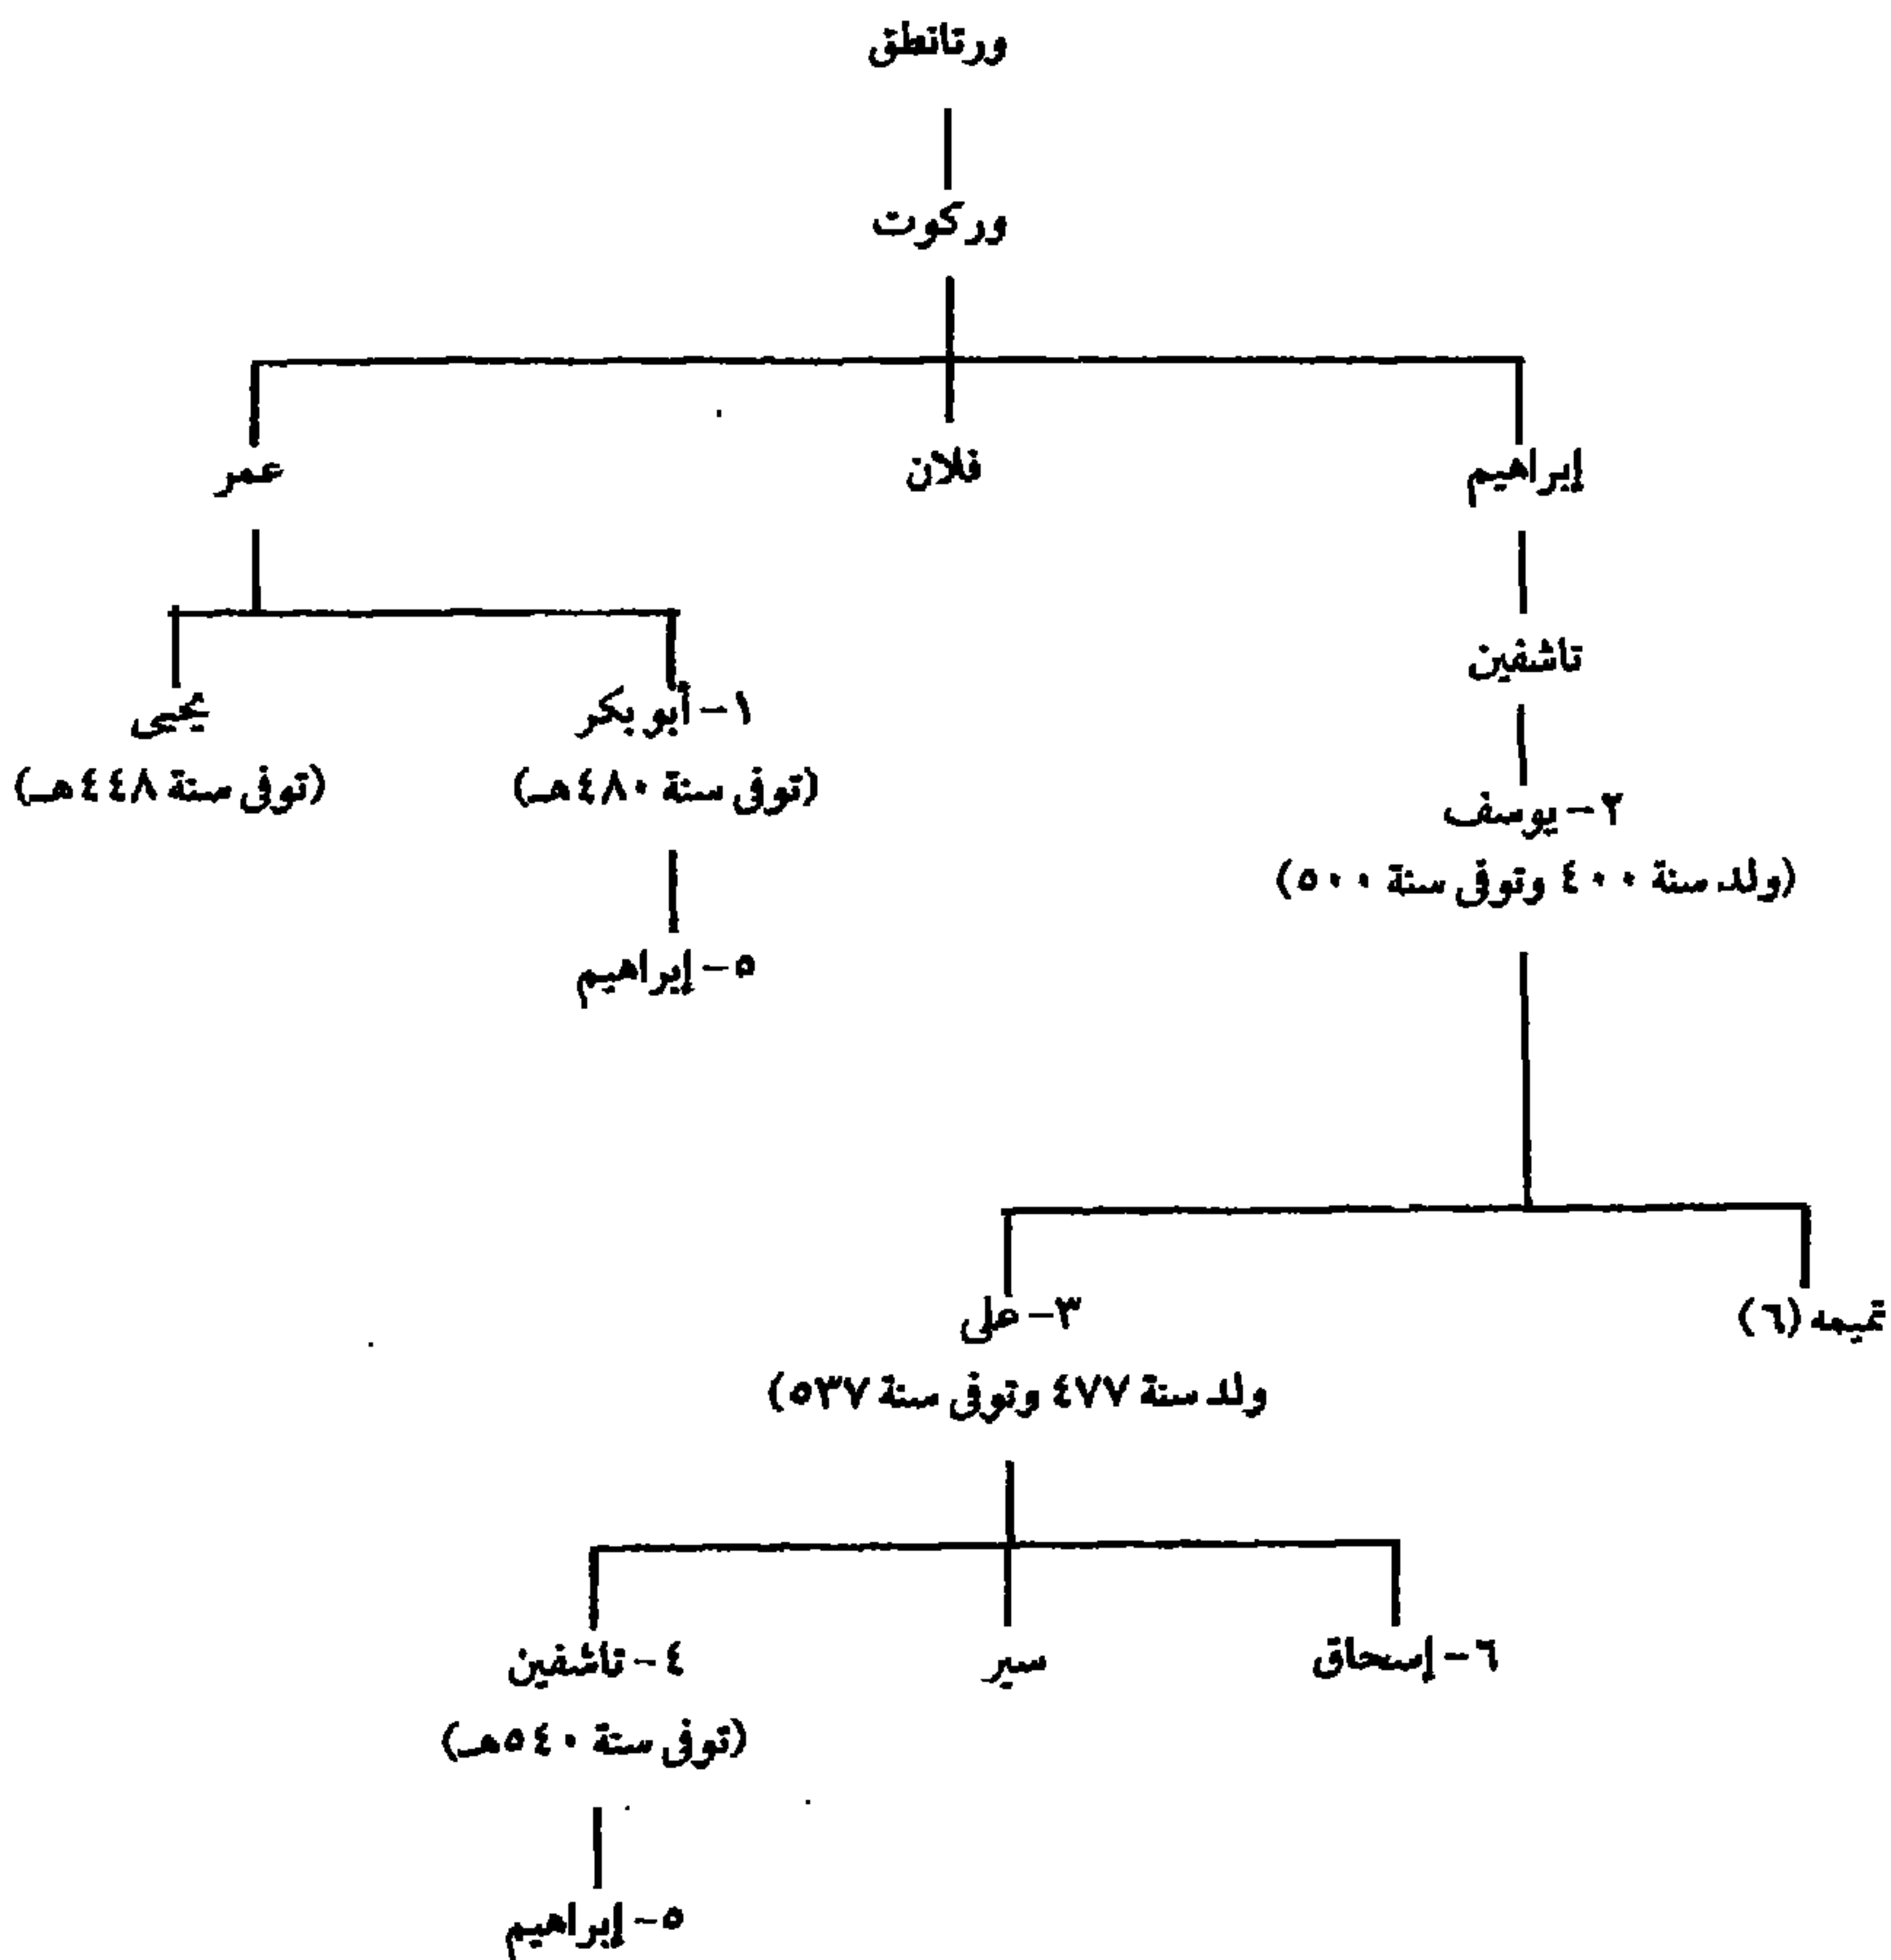 ورتانطق
وركوت
إبراهيم
فلان
عمر
تاشفين
١- أبو بكر
(توفى سنة ٤٨٠هـ)
يحيى
(توفى سنة ٤٤٨هـ)
٢- يوسف
(ولد سنة ٤٠٠ وتوفى سنة ٥٠٠)
٥- إبراهيم
(٦)
٣- على
ولد سنة ٤٧٧ وتوفى سنة ٥٣٧)
٦- إسحاق
سير
٤- تاشفين
(توفى سنة ٥٤٠هـ)
٥- إبراهيم